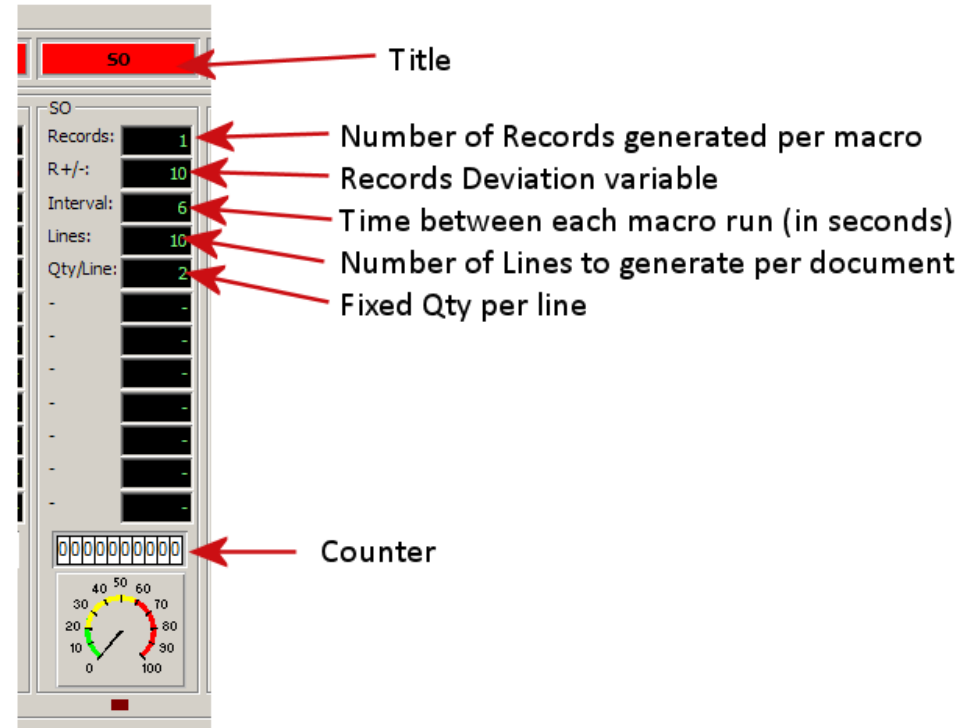 SO
Title
SO
Records: 1
Number of Records generated per macro
R+/-: 10
Records Deviation variable
Interval: 6
Time between each macro run (in seconds)
Lines: 10
Number of Lines to generate per document
Qty/Line: 2
Fixed Qty per line
- -
- -
- -
- -
- -
- -
- -
0000000000
Counter
0 10 20 30 40 50 60 70 80 90 100